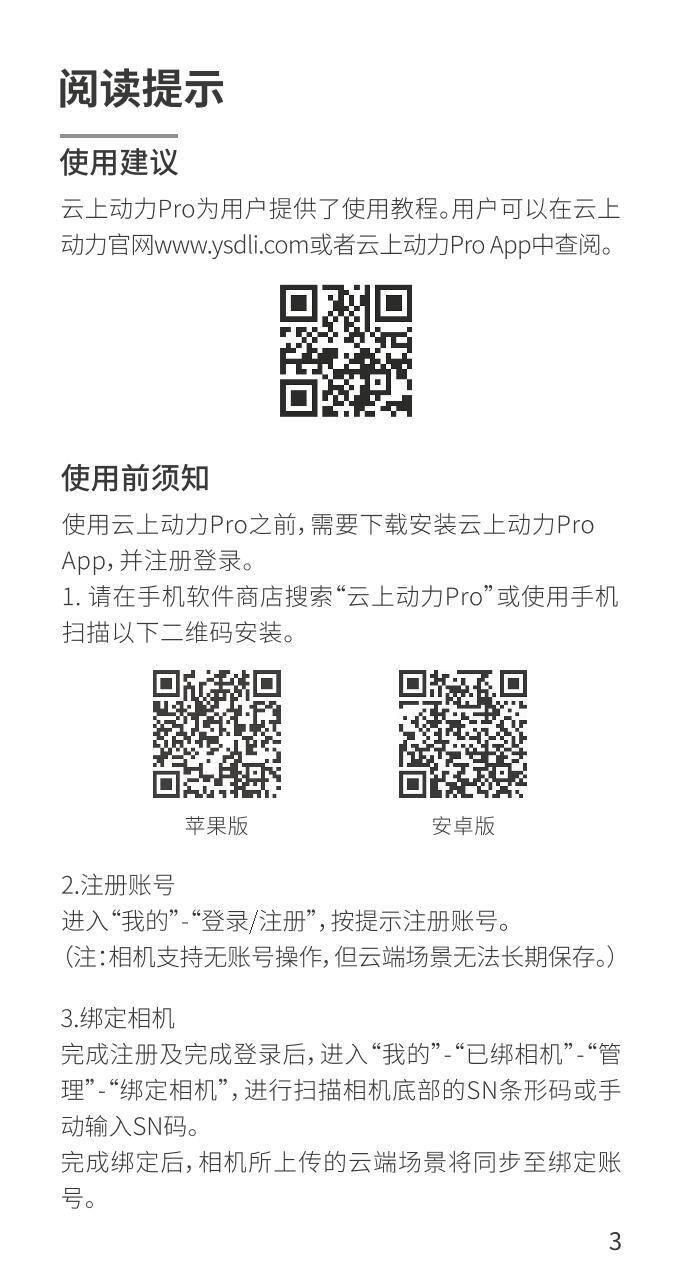 阅读提示
使用建议
云上动力Pro为用户提供了使用教程。用户可以在云上
动力官网www.ysdli.com或者云上动力Pro App中查阅。
使用前须知
使用云上动力Pro之前，需要下载安装云上动力Pro
App，并注册登录。
1. 请在手机软件商店搜索“云上动力Pro”或使用手机
扫描以下二维码安装。
苹果版 安卓版
2.注册账号
进入“我的”-“登录/注册”，按提示注册账号。
（注：相机支持无账号操作，但云端场景无法长期保存。）
3.绑定相机
完成注册及完成登录后，进入“我的”-“已绑相机”-“管
理”-“绑定相机”，进行扫描相机底部的SN条形码或手
动输入SN码。
完成绑定后，相机所上传的云端场景将同步至绑定账
号。
3